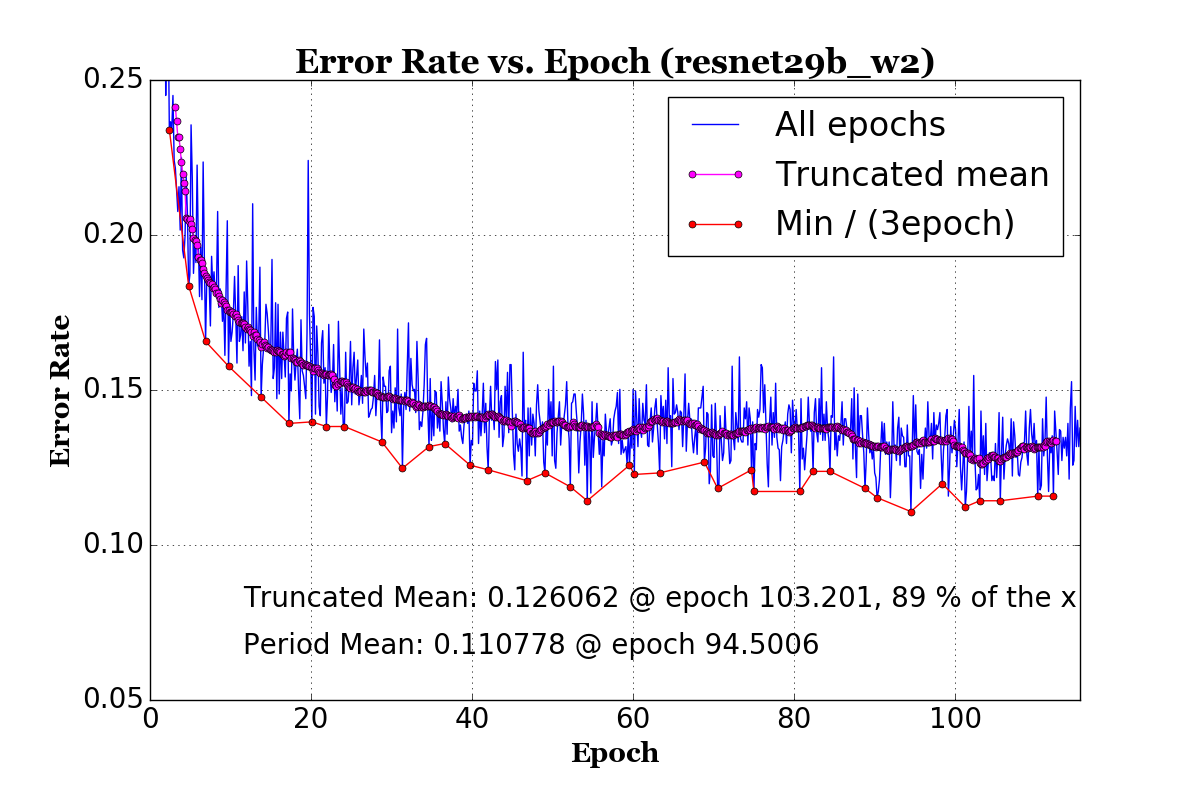 Error Rate vs. Epoch (resnet29b_w2)
0.25
All epochs
Truncated mean
Min / (3epoch)
0.20
Error Rate
0.15
0.10
Truncated Mean: 0.126062 @ epoch 103.201, 89 % of the x
Period Mean: 0.110778 @ epoch 94.5006
0.05
0 20 40 60 80 100
Epoch